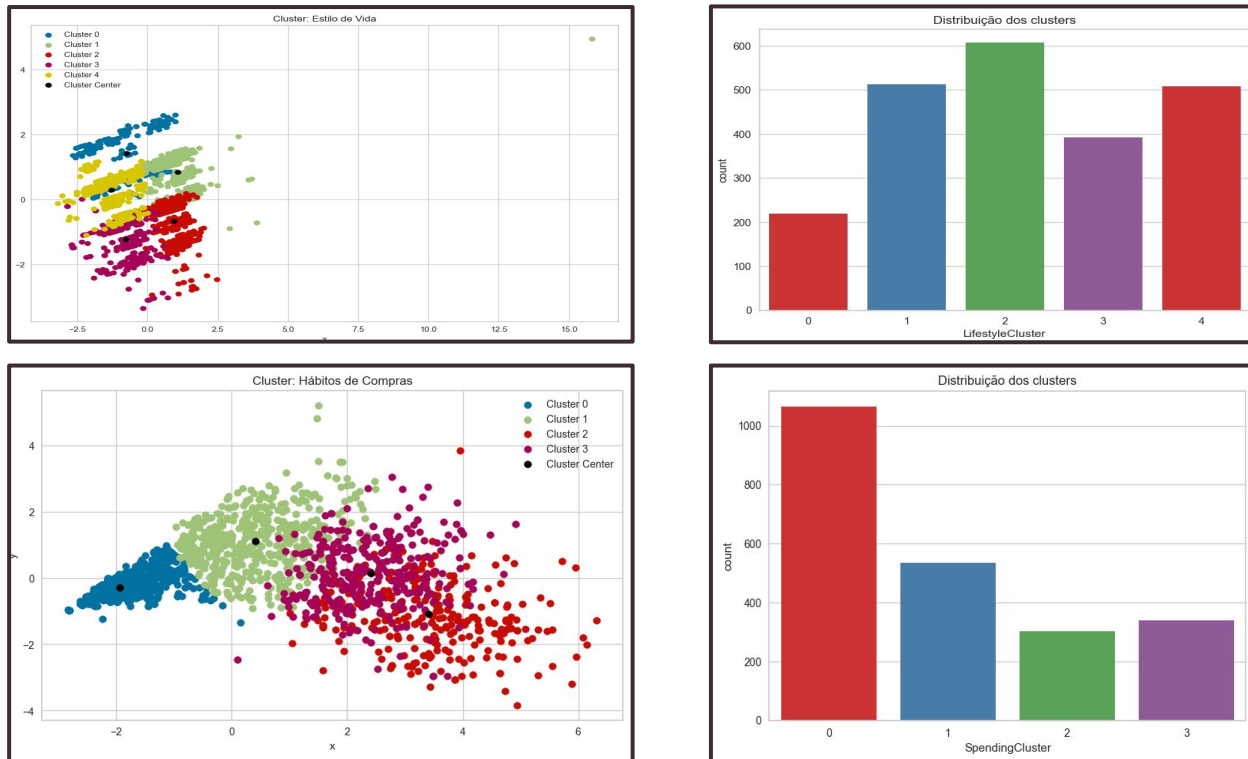 Cluster: Estilo de Vida
Cluster 0
Cluster 1
Cluster 2
Cluster 3
Cluster 4
Cluster Center
4
2
0
−2
−2.5 0.0 2.5 5.0 7.5 10.0 12.5 15.0
x
Distribuição dos clusters
600
500
400
300
200
100
0
count
0 1 2 3 4
LifestyleCluster
Cluster: Hábitos de Compras
Cluster 0
Cluster 1
Cluster 2
Cluster 3
Cluster Center
4
2
0
−2
−4
y
−2 0 2 4 6
x
Distribuição dos clusters
1000
800
600
400
200
0
count
0 1 2 3
SpendingCluster